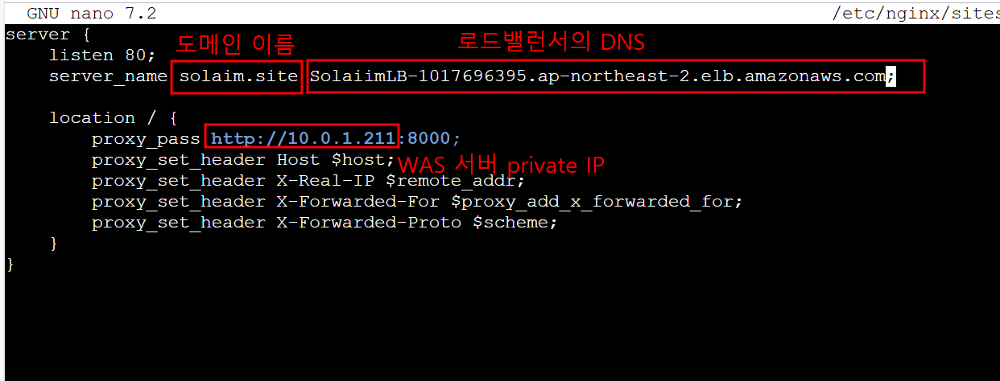 GNU nano 7.2 /etc/nginx/sites
server {
도메인 이름 로드밸런서의 DNS
listen 80;
server_name solaim.site SolaiimLB-1017696395.ap-northeast-2.elb.amazonaws.com;
location / {
proxy_pass http://10.0.1.211:8000;
proxy_set_header Host $host;
WAS 서버 private IP
proxy_set_header X-Real-IP $remote_addr;
proxy_set_header X-Forwarded-For $proxy_add_x_forwarded_for;
proxy_set_header X-Forwarded-Proto $scheme;
}
}